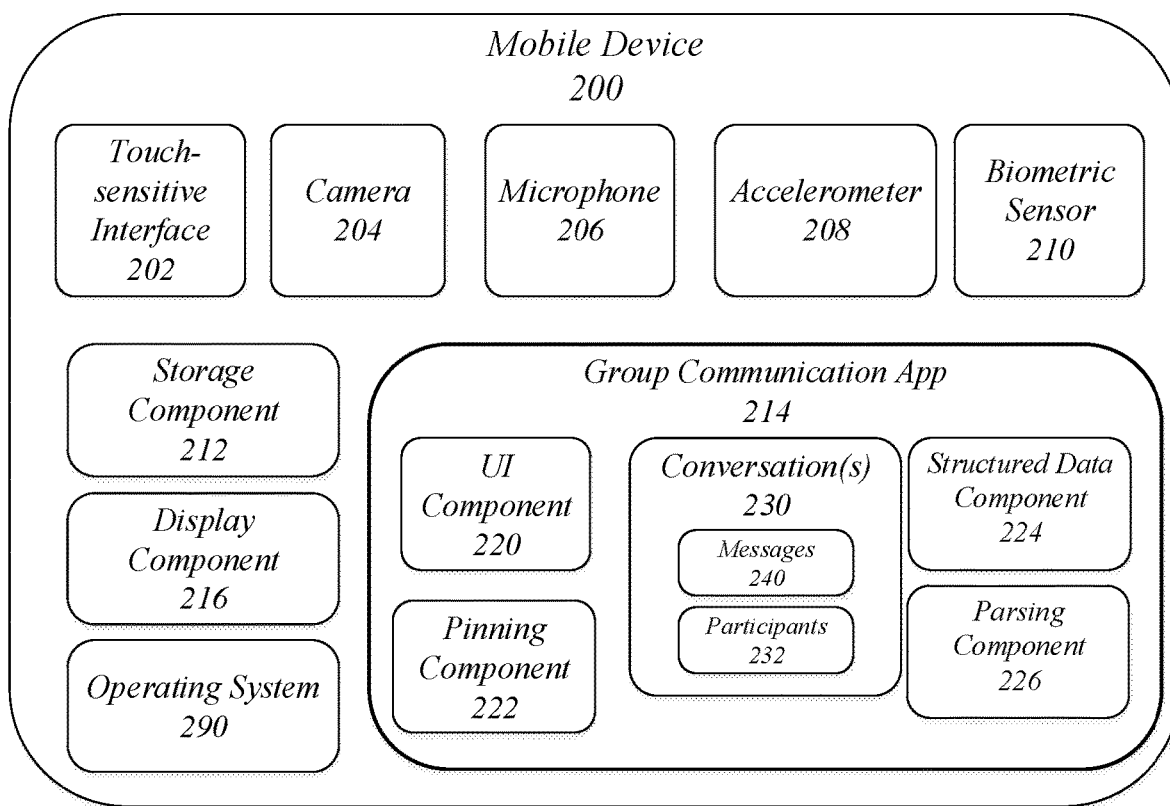 Mobile Device
200
Touch-
sensitive
Interface
202
Camera
204
Microphone
206
Accelerometer
208
Biometric
Sensor
210
Storage
Component
212
Display
Component
216
Operating System
290
Group Communication App
214
UI
Component
220
Pinning
Component
222
Conversation(s)
230
Messages
240
Participants
232
Structured Data
Component
224
Parsing
Component
226